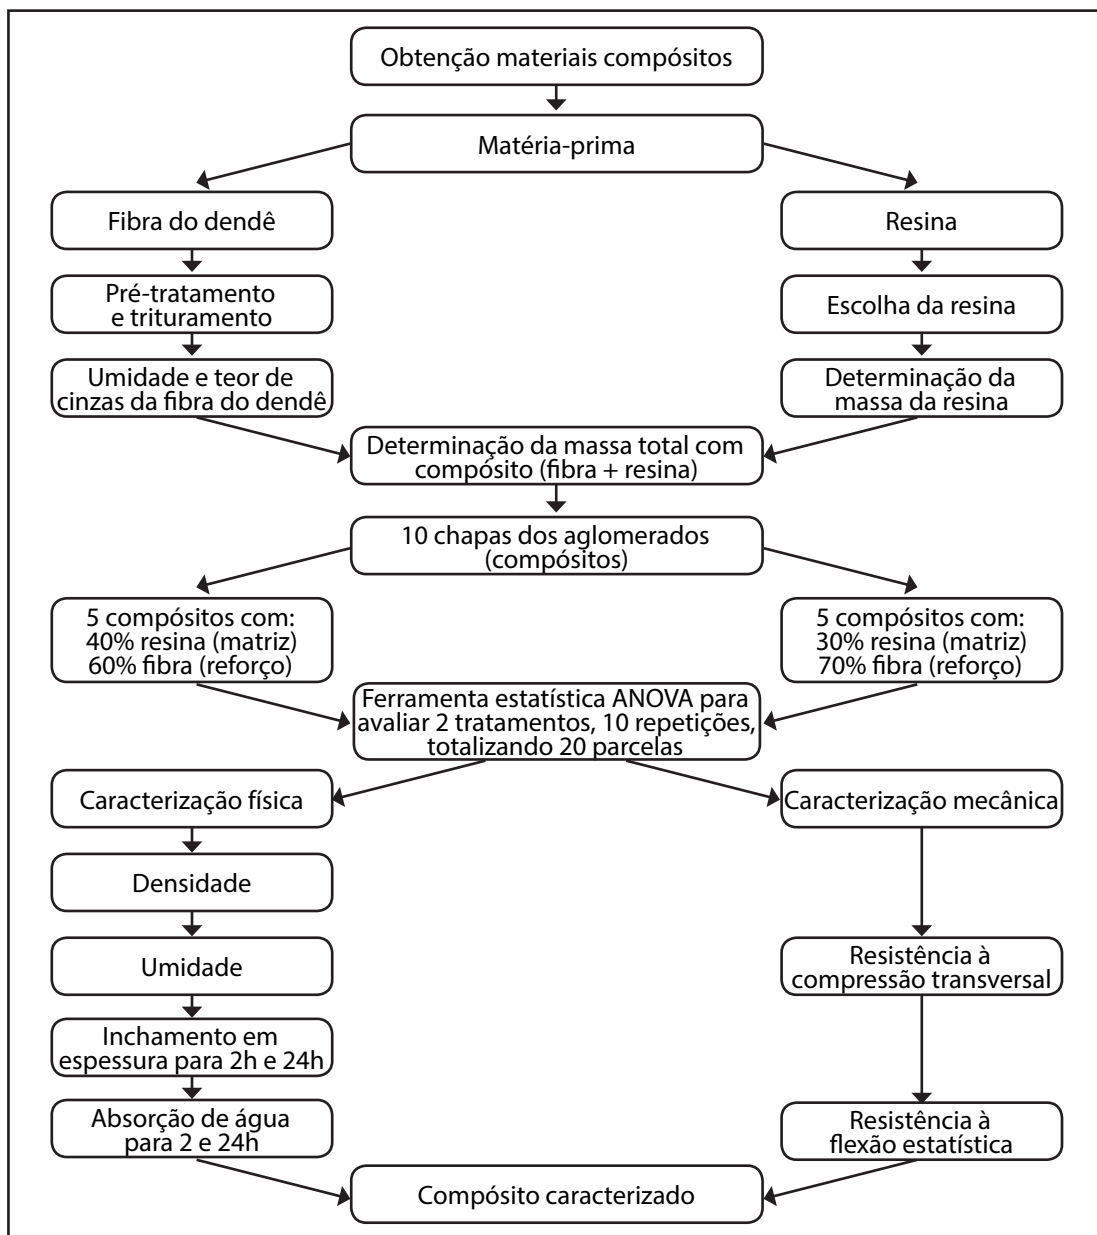 Obtenção materiais compósitos
Matéria-prima
Fibra do dendê
Resina
Pré-tratamento
e trituramento
Escolha da resina
Umidade e teor de
cinzas da fibra do dendê
Determinação da
massa da resina
Determinação da massa total com
compósito (fibra + resina)
10 chapas dos aglomerados
(compósitos)
5 compósitos com:
40% resina (matriz)
60% fibra (reforço)
5 compósitos com:
30% resina (matriz)
70% fibra (reforço)
Ferramenta estatística ANOVA para
avaliar 2 tratamentos, 10 repetições,
totalizando 20 parcelas
Caracterização física
Caracterização mecânica
Densidade
Umidade
Resistência à
compressão transversal
Inchamento em
espessura para 2h e 24h
Absorção de água
para 2 e 24h
Resistência à
flexão estatística
Compósito caracterizado